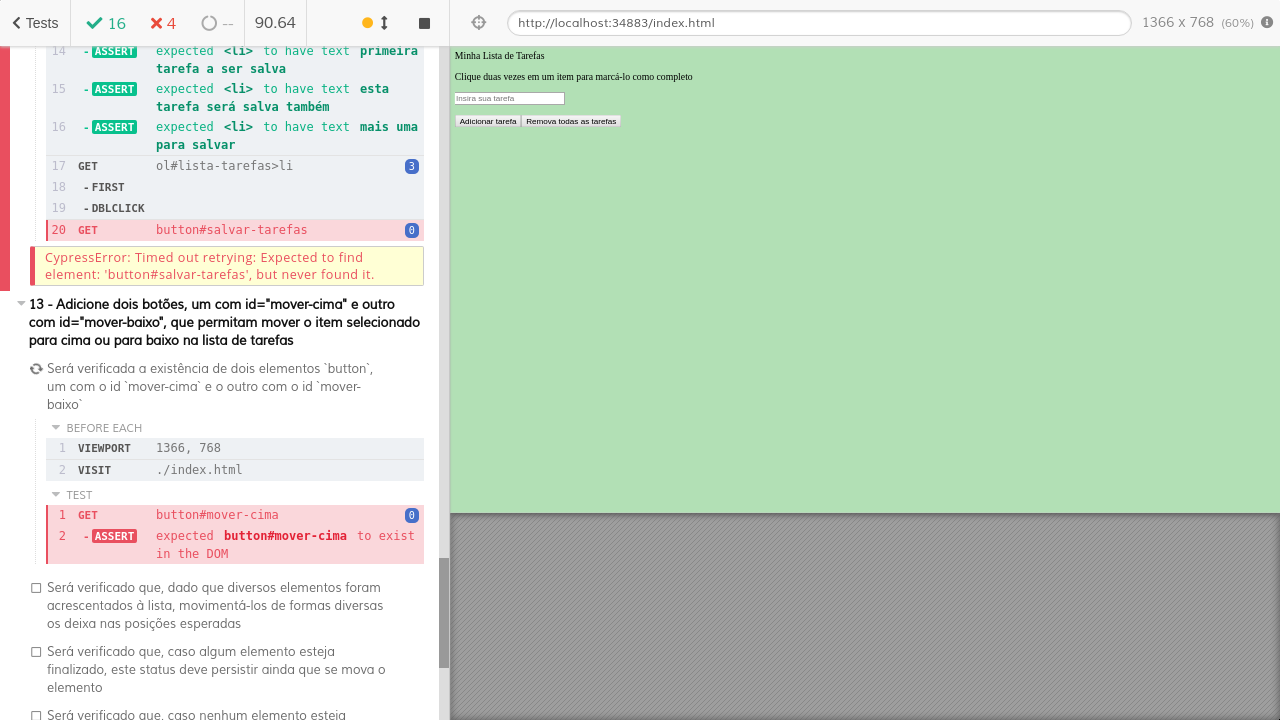 Tests
16
4
--
90.64
http://localhost:34883/index.html
1366 x 768 (60%)
14 -ASSERT expected <li> to have text primeira
tarefa a ser salva
15 -ASSERT expected <li> to have text esta
tarefa será salva também
16 -ASSERT expected <li> to have text mais uma
para salvar
17 GET ol#lista-tarefas>li 3
18 -FIRST
19 -DBLCLICK
20 GET button#salvar-tarefas 0
CypressError: Timed out retrying: Expected to find
element: 'button#salvar-tarefas', but never found it.
13 - Adicione dois botões, um com id="mover-cima" e outro
com id="mover-baixo", que permitam mover o item selecionado
para cima ou para baixo na lista de tarefas
Será verificada a existência de dois elementos `button`,
um com o id `mover-cima` e o outro com o id `mover-
baixo`
BEFORE EACH
1 VIEWPORT 1366, 768
2 VISIT ./index.html
TEST
1 GET button#mover-cima 0
2 -ASSERT expected button#mover-cima to exist
in the DOM
Será verificado que, dado que diversos elementos foram
acrescentados à lista, movimentá-los de formas diversas
os deixa nas posições esperadas
Será verificado que, caso algum elemento esteja
finalizado, este status deve persistir ainda que se mova o
elemento
Será verificado que, caso nenhum elemento esteja
Minha Lista de Tarefas
Clique duas vezes em um item para marcá-lo como completo
Insira sua tarefa
Adicionar tarefa Remova todas as tarefas